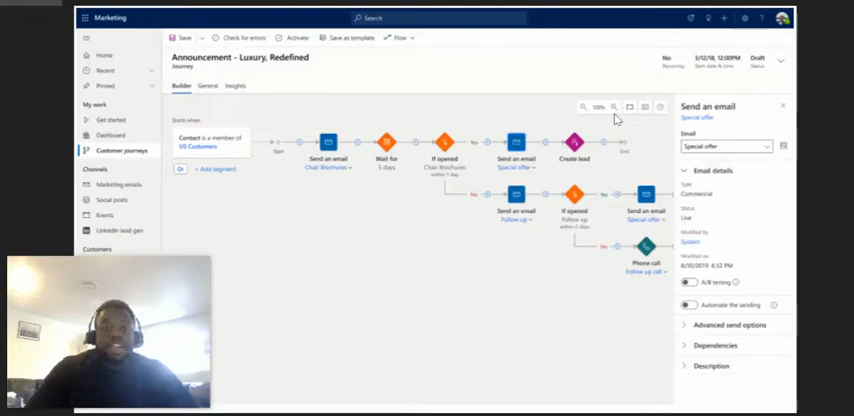 Marketing
Search
Save
Check for errors
Activate
Save as template
Flow
Home
Recent
Pinned
My work
Get started
Dashboard
Customer journeys
Channels
Marketing emails
Social posts
Events
LinkedIn lead gen
Customers
Announcement - Luxury, Redefined
Journey
No
Recurring
3/12/18, 12:00PM
Start date & time
Draft
Status
Builder
General
Insights
100%
Starts when:
Contact is a member of
US Customers
Or
+ Add segment
Start
Send an email
Chair Brochures
Wait for
If opened
Chair Brochures
within 1 day
Yes
Send an email
Special offer
Create lead
End
No
Send an email
Follow up
If opened
Follow up
within 2 days
Yes
Send an email
Special offer
No
Phone call
Follow up call
Send an email
Special offer
Email
Special offer
Email details
Type
Commercial
Status
Live
Modified by
System
Modified on
8/30/2019 4:52 PM
A/B testing
Automate the sending
Advanced send options
Dependencies
Description